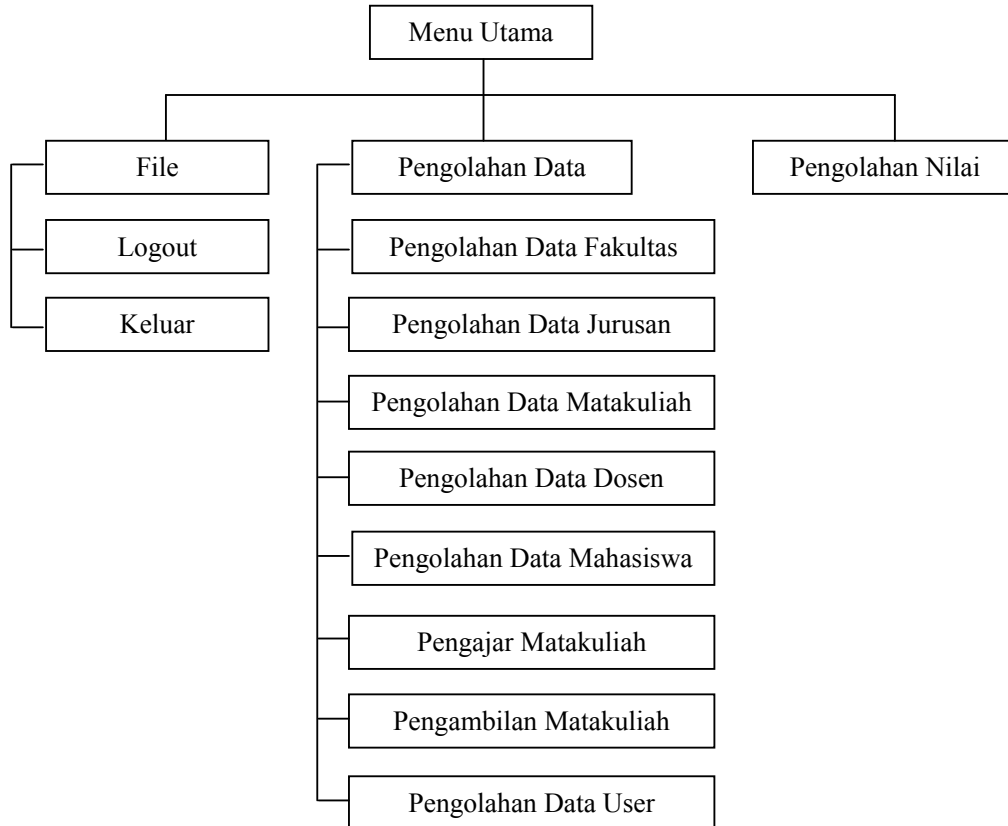 Menu Utama
File
Pengolahan Data
Pengolahan Nilai
Logout
Keluar
Pengolahan Data Fakultas
Pengolahan Data Jurusan
Pengolahan Data Matakuliah
Pengolahan Data Dosen
Pengolahan Data Mahasiswa
Pengajar Matakuliah
Pengambilan Matakuliah
Pengolahan Data User